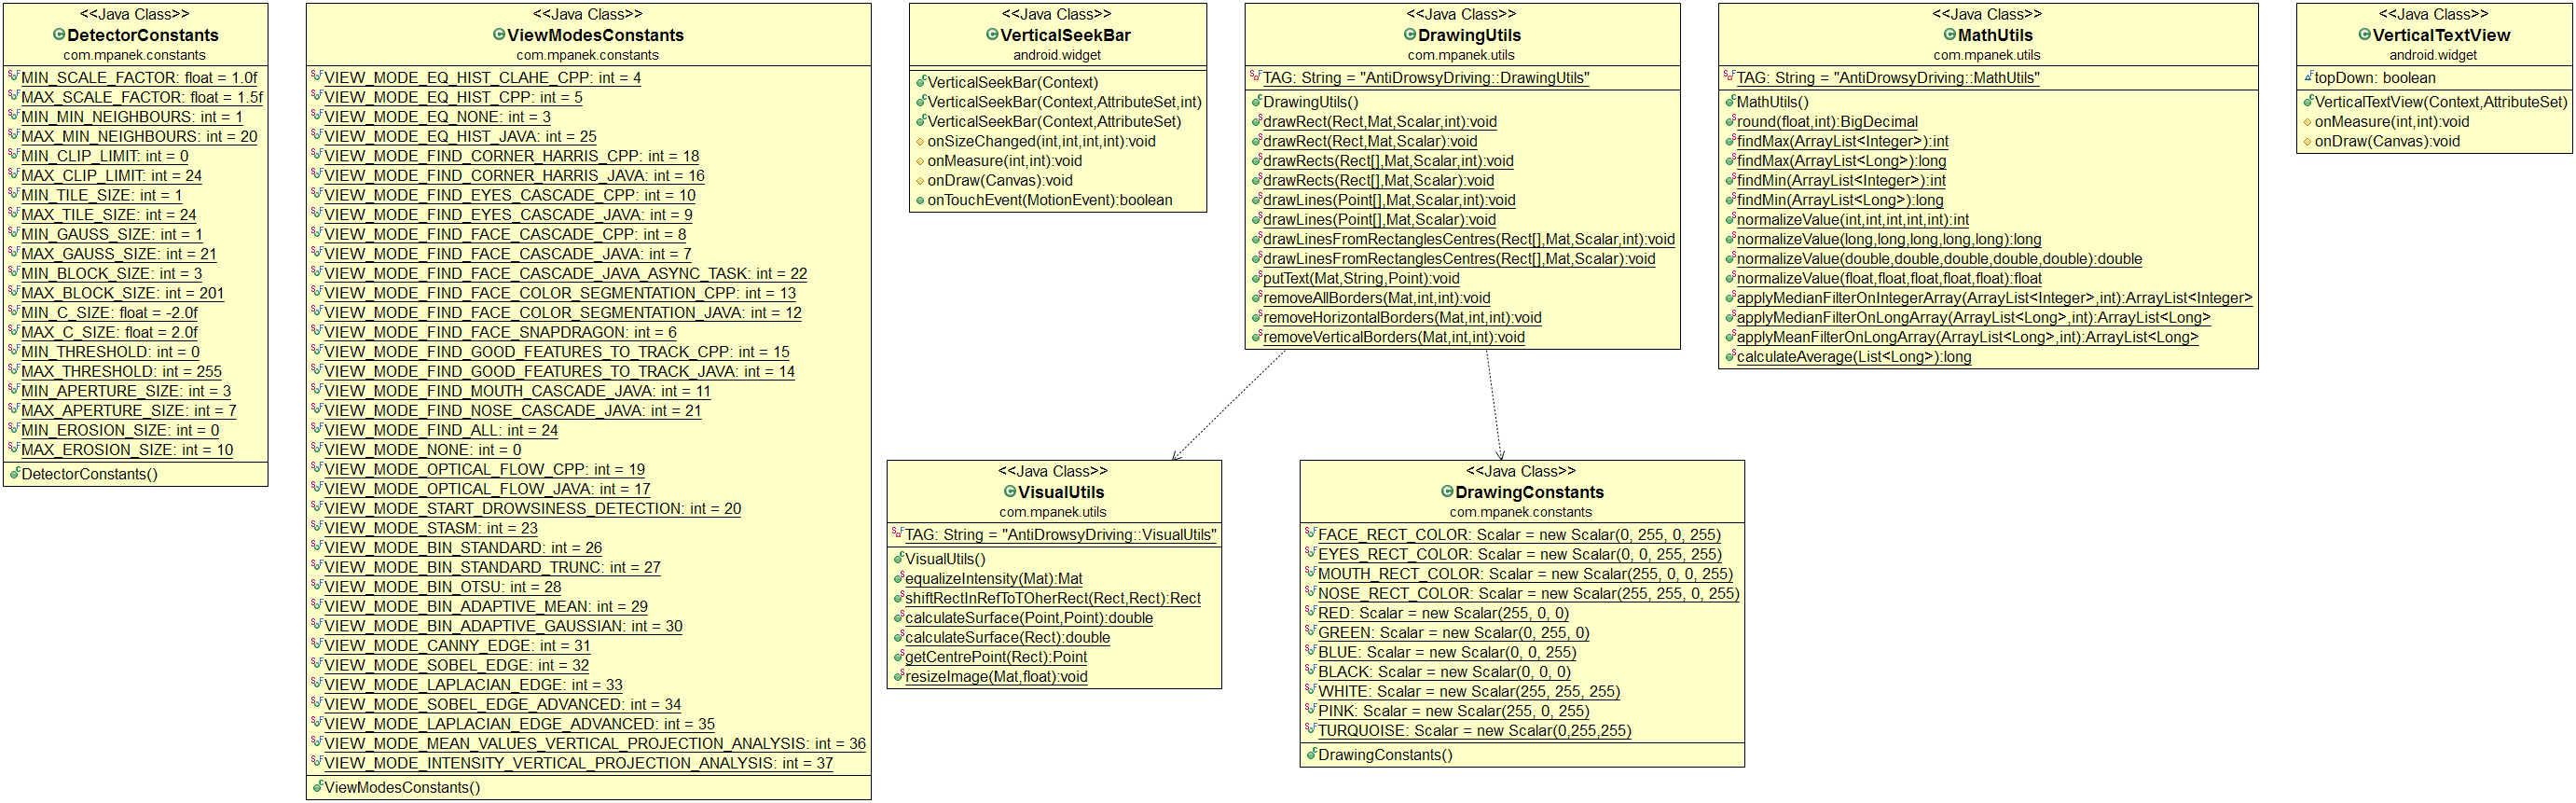 <<Java Class>>
DetectorConstants
com.mpanek.constants
MIN_SCALE_FACTOR: float = 1.0f
MAX_SCALE_FACTOR: float = 1.5f
MIN_MIN_NEIGHBOURS: int = 1
MAX_MIN_NEIGHBOURS: int = 20
MIN_CLIP_LIMIT: int = 0
MAX_CLIP_LIMIT: int = 24
MIN_TILE_SIZE: int = 1
MAX_TILE_SIZE: int = 24
MIN_GAUSS_SIZE: int = 1
MAX_GAUSS_SIZE: int = 21
MIN_BLOCK_SIZE: int = 3
MAX_BLOCK_SIZE: int = 201
MIN_C_SIZE: float = -2.0f
MAX_C_SIZE: float = 2.0f
MIN_THRESHOLD: int = 0
MAX_THRESHOLD: int = 255
MIN_APERTURE_SIZE: int = 3
MAX_APERTURE_SIZE: int = 7
MIN_EROSION_SIZE: int = 0
MAX_EROSION_SIZE: int = 10
DetectorConstants()
<<Java Class>>
ViewModesConstants
com.mpanek.constants
VIEW_MODE_EQ_HIST_CLAHE_CPP: int = 4
VIEW_MODE_EQ_HIST_CPP: int = 5
VIEW_MODE_EQ_NONE: int = 3
VIEW_MODE_EQ_HIST_JAVA: int = 25
VIEW_MODE_FIND_CORNER_HARRIS_CPP: int = 18
VIEW_MODE_FIND_CORNER_HARRIS_JAVA: int = 16
VIEW_MODE_FIND_EYES_CASCADE_CPP: int = 10
VIEW_MODE_FIND_EYES_CASCADE_JAVA: int = 9
VIEW_MODE_FIND_FACE_CASCADE_CPP: int = 8
VIEW_MODE_FIND_FACE_CASCADE_JAVA: int = 7
VIEW_MODE_FIND_FACE_CASCADE_JAVA_ASYNC_TASK: int = 22
VIEW_MODE_FIND_FACE_COLOR_SEGMENTATION_CPP: int = 13
VIEW_MODE_FIND_FACE_COLOR_SEGMENTATION_JAVA: int = 12
VIEW_MODE_FIND_FACE_SNAPDRAGON: int = 6
VIEW_MODE_FIND_GOOD_FEATURES_TO_TRACK_CPP: int = 15
VIEW_MODE_FIND_GOOD_FEATURES_TO_TRACK_JAVA: int = 14
VIEW_MODE_FIND_MOUTH_CASCADE_JAVA: int = 11
VIEW_MODE_FIND_NOSE_CASCADE_JAVA: int = 21
VIEW_MODE_FIND_ALL: int = 24
VIEW_MODE_NONE: int = 0
VIEW_MODE_OPTICAL_FLOW_CPP: int = 19
VIEW_MODE_OPTICAL_FLOW_JAVA: int = 17
VIEW_MODE_START_DROWSINESS_DETECTION: int = 20
VIEW_MODE_STASM: int = 23
VIEW_MODE_BIN_STANDARD: int = 26
VIEW_MODE_BIN_STANDARD_TRUNC: int = 27
VIEW_MODE_BIN_OTSU: int = 28
VIEW_MODE_BIN_ADAPTIVE_MEAN: int = 29
VIEW_MODE_BIN_ADAPTIVE_GAUSSIAN: int = 30
VIEW_MODE_CANNY_EDGE: int = 31
VIEW_MODE_SOBEL_EDGE: int = 32
VIEW_MODE_LAPLACIAN_EDGE: int = 33
VIEW_MODE_SOBEL_EDGE_ADVANCED: int = 34
VIEW_MODE_LAPLACIAN_EDGE_ADVANCED: int = 35
VIEW_MODE_MEAN_VALUES_VERTICAL_PROJECTION_ANALYSIS: int = 36
VIEW_MODE_INTENSITY_VERTICAL_PROJECTION_ANALYSIS: int = 37
ViewModesConstants()
<<Java Class>>
VerticalSeekBar
android.widget
VerticalSeekBar(Context)
VerticalSeekBar(Context,AttributeSet,int)
VerticalSeekBar(Context,AttributeSet)
onSizeChanged(int,int,int,int):void
onMeasure(int,int):void
onDraw(Canvas):void
onTouchEvent(MotionEvent):boolean
<<Java Class>>
DrawingUtils
com.mpanek.utils
TAG: String = "AntiDrowsyDriving::DrawingUtils"
DrawingUtils()
drawRect(Rect,Mat,Scalar,int):void
drawRect(Rect,Mat,Scalar):void
drawRects(Rect[],Mat,Scalar,int):void
drawRects(Rect[],Mat,Scalar):void
drawLines(Point[],Mat,Scalar,int):void
drawLines(Point[],Mat,Scalar):void
drawLinesFromRectanglesCentres(Rect[],Mat,Scalar,int):void
drawLinesFromRectanglesCentres(Rect[],Mat,Scalar):void
putText(Mat,String,Point):void
removeAllBorders(Mat,int,int):void
removeHorizontalBorders(Mat,int,int):void
removeVerticalBorders(Mat,int,int):void
<<Java Class>>
MathUtils
com.mpanek.utils
TAG: String = "AntiDrowsyDriving::MathUtils"
MathUtils()
round(float,int):BigDecimal
findMax(ArrayList<Integer>):int
findMax(ArrayList<Long>):long
findMin(ArrayList<Integer>):int
findMin(ArrayList<Long>):long
normalizeValue(int,int,int,int,int):int
normalizeValue(long,long,long,long,long):long
normalizeValue(double,double,double,double,double):double
normalizeValue(float,float,float,float,float):float
applyMedianFilterOnIntegerArray(ArrayList<Integer>,int):ArrayList<Integer>
applyMedianFilterOnLongArray(ArrayList<Long>,int):ArrayList<Long>
applyMeanFilterOnLongArray(ArrayList<Long>,int):ArrayList<Long>
calculateAverage(List<Long>):long
<<Java Class>>
VerticalTextView
android.widget
topDown: boolean
VerticalTextView(Context,AttributeSet)
onMeasure(int,int):void
onDraw(Canvas):void
<<Java Class>>
VisualUtils
com.mpanek.utils
TAG: String = "AntiDrowsyDriving::VisualUtils"
VisualUtils()
equalizeIntensity(Mat):Mat
shiftRectInRefToTOherRect(Rect,Rect):Rect
calculateSurface(Point,Point):double
calculateSurface(Rect):double
getCentrePoint(Rect):Point
resizeImage(Mat,float):void
<<Java Class>>
DrawingConstants
com.mpanek.constants
FACE_RECT_COLOR: Scalar = new Scalar(0, 255, 0, 255)
EYES_RECT_COLOR: Scalar = new Scalar(0, 0, 255, 255)
MOUTH_RECT_COLOR: Scalar = new Scalar(255, 0, 0, 255)
NOSE_RECT_COLOR: Scalar = new Scalar(255, 255, 0, 255)
RED: Scalar = new Scalar(255, 0, 0)
GREEN: Scalar = new Scalar(0, 255, 0)
BLUE: Scalar = new Scalar(0, 0, 255)
BLACK: Scalar = new Scalar(0, 0, 0)
WHITE: Scalar = new Scalar(255, 255, 255)
PINK: Scalar = new Scalar(255, 0, 255)
TURQUOISE: Scalar = new Scalar(0,255,255)
DrawingConstants()